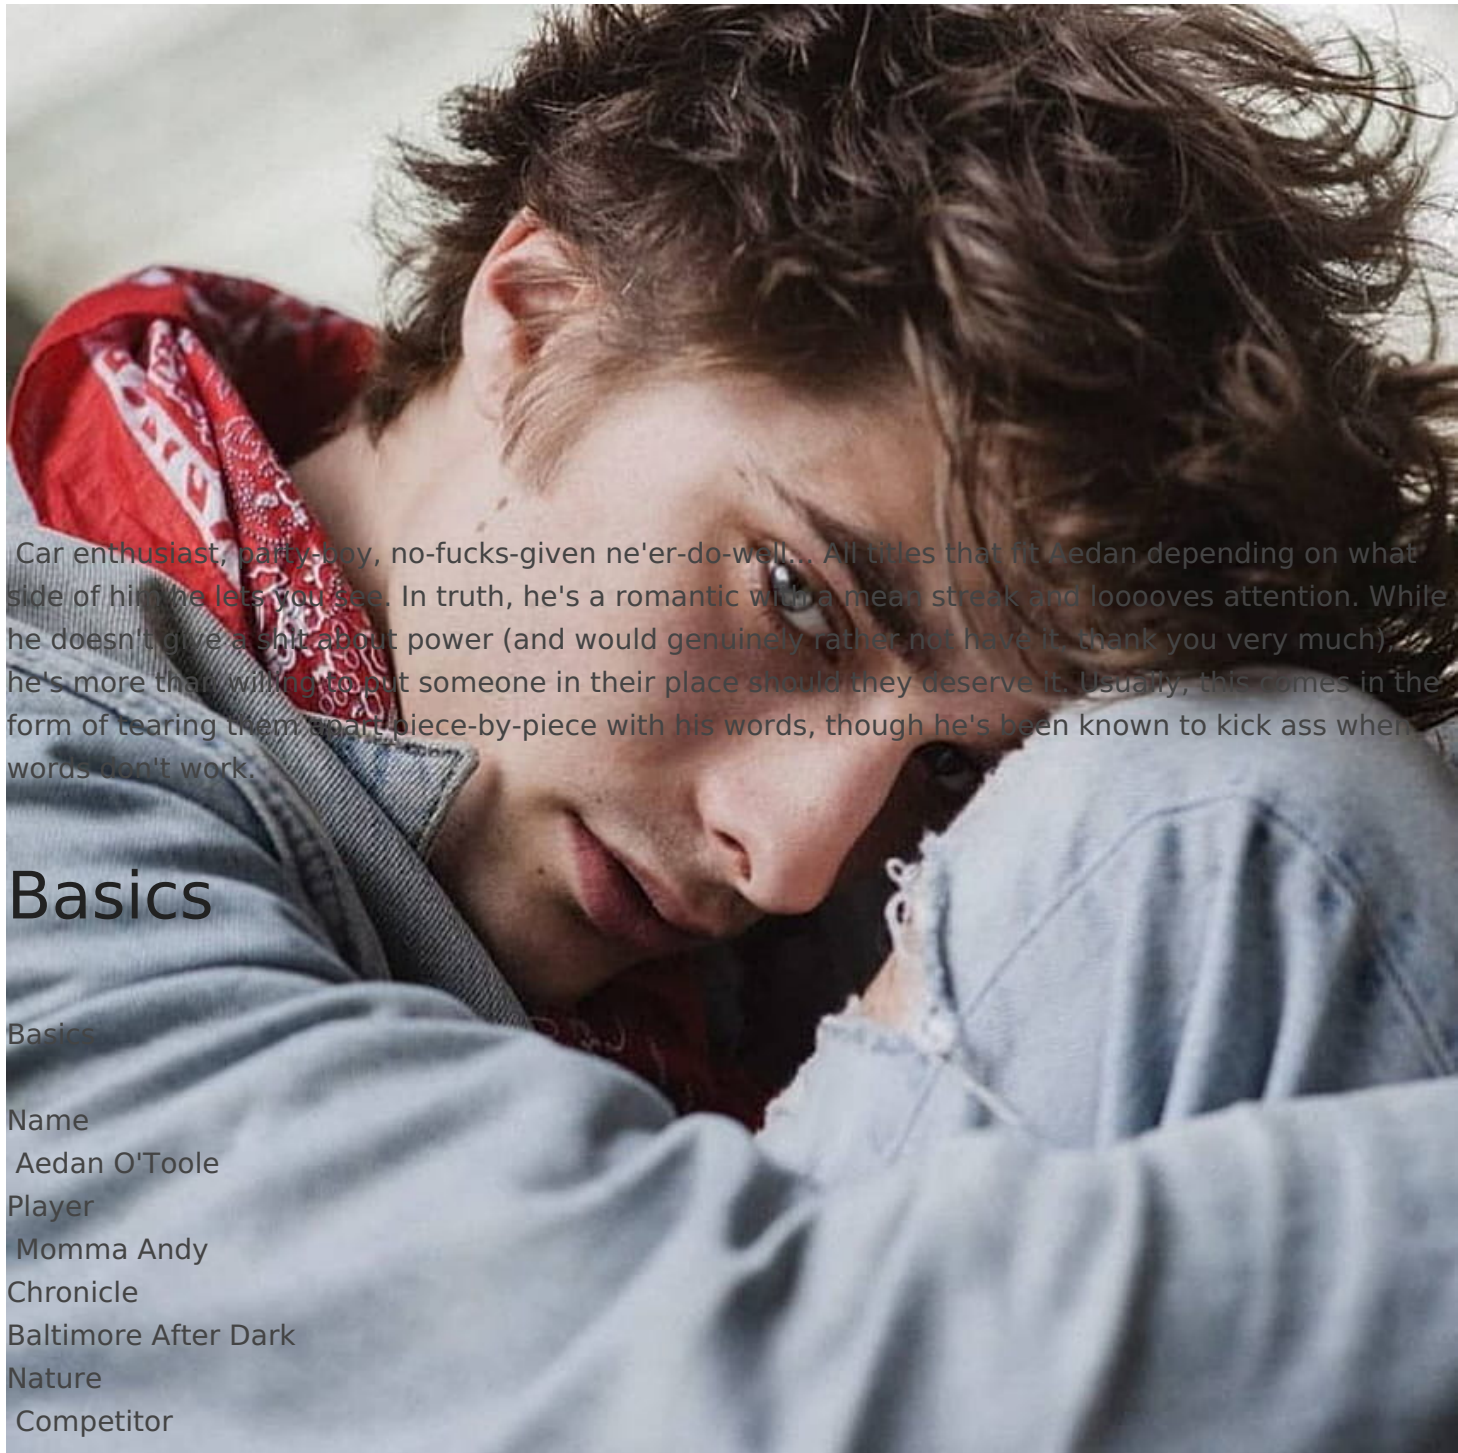 Car enthusiast, party-boy, no-fucks-given ne'er-do-well... All titles that fit Aedan depending on what
side of him he lets you see. In truth, he's a romantic with a mean streak and looooves attention. While
he doesn't give a shit about power (and would genuinely rather not have it, thank you very much),
he's more than willing to put someone in their place should they deserve it. Usually, this comes in the
form of tearing them apart piece-by-piece with his words, though he's been known to kick ass when
words don't work.
Basics
Basics
Name
Aedan O'Toole
Player
Momma Andy
Chronicle
Baltimore After Dark
Nature
Competitor